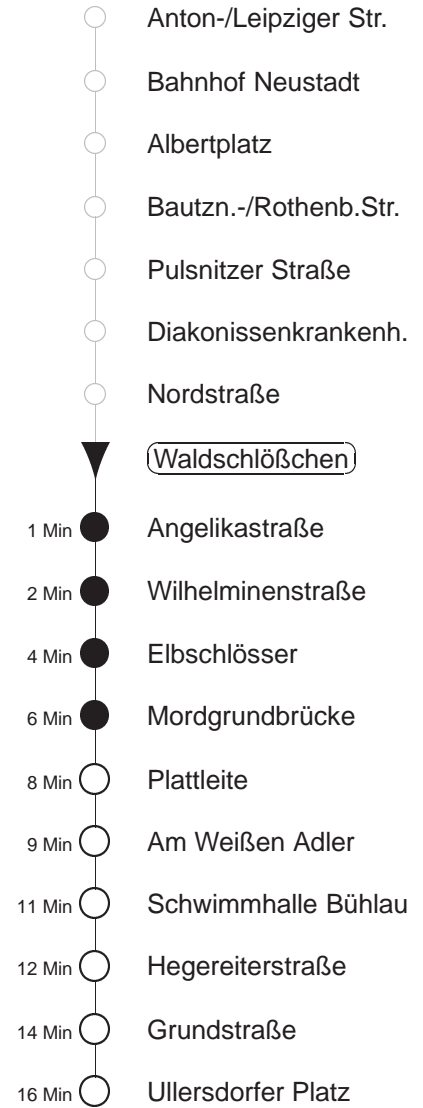 Anton-/Leipziger Str.
Bahnhof Neustadt
Albertplatz
Bautzn.-/Rothenb.Str.
Pulsnitzer Straße
Diakonissenkrankenh.
Nordstraße
Waldschlößchen
1 Min Angelikastraße
2 Min Wilhelminenstraße
4 Min Elbschlösser
6 Min Mordgrundbrücke
8 Min Plattleite
9 Min Am Weißen Adler
11 Min Schwimmhalle Bühlau
12 Min Hegereiterstraße
14 Min Grundstraße
16 Min Ullersdorfer Platz